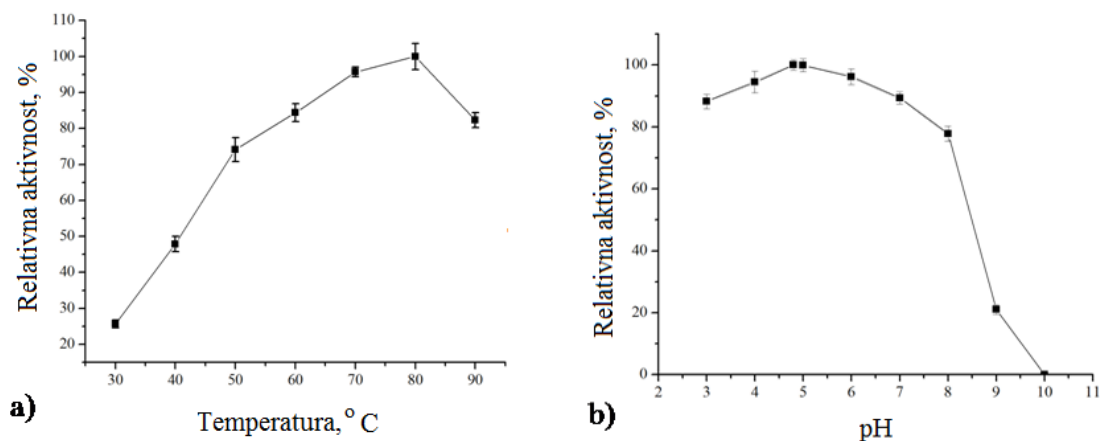 Relativna aktivnost, %
110
100
90
80
70
60
50
40
30
20
30 40 50 60 70 80 90
a)
Temperatura, ° C
Relativna aktivnost, %
100
80
60
40
20
0
2 3 4 5 6 7 8 9 10 11
b)
pH